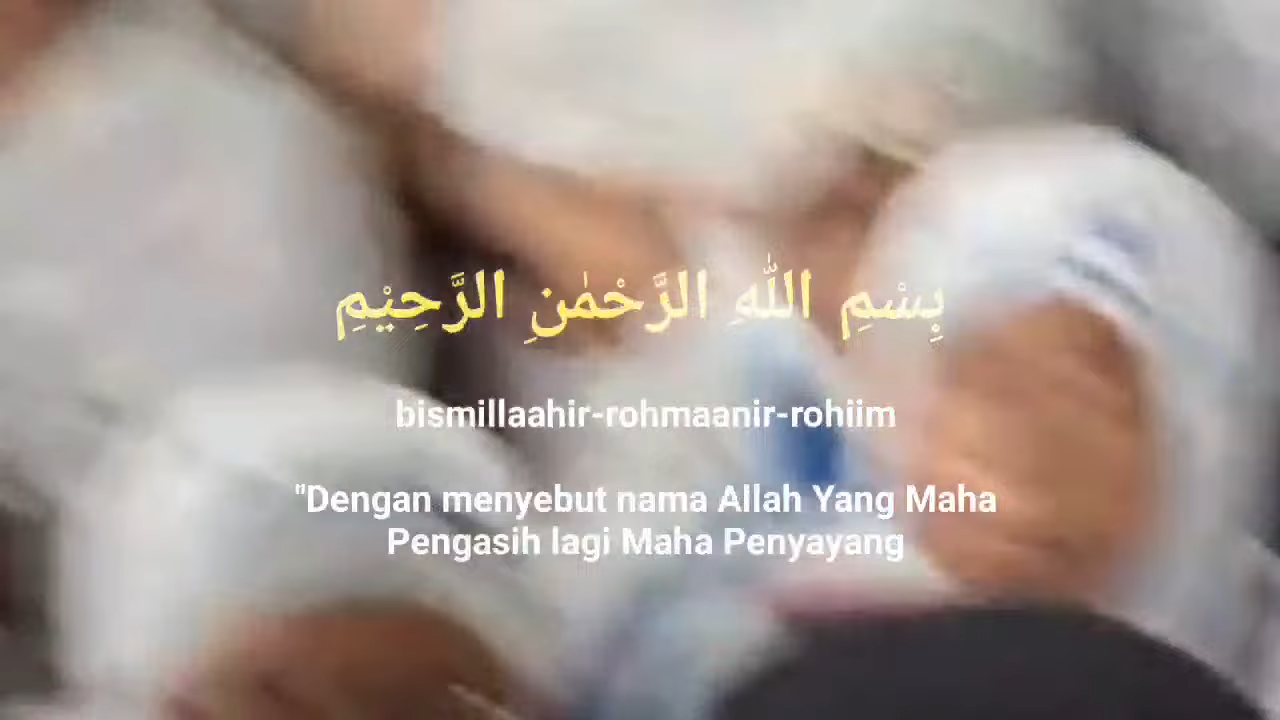 بِسْمِ اللّٰهِ الرَّحْمٰنِ الرَّحِيْمِ
bismillaahir-rohmaanir-rohiim
"Dengan menyebut nama Allah Yang Maha
Pengasih lagi Maha Penyayang